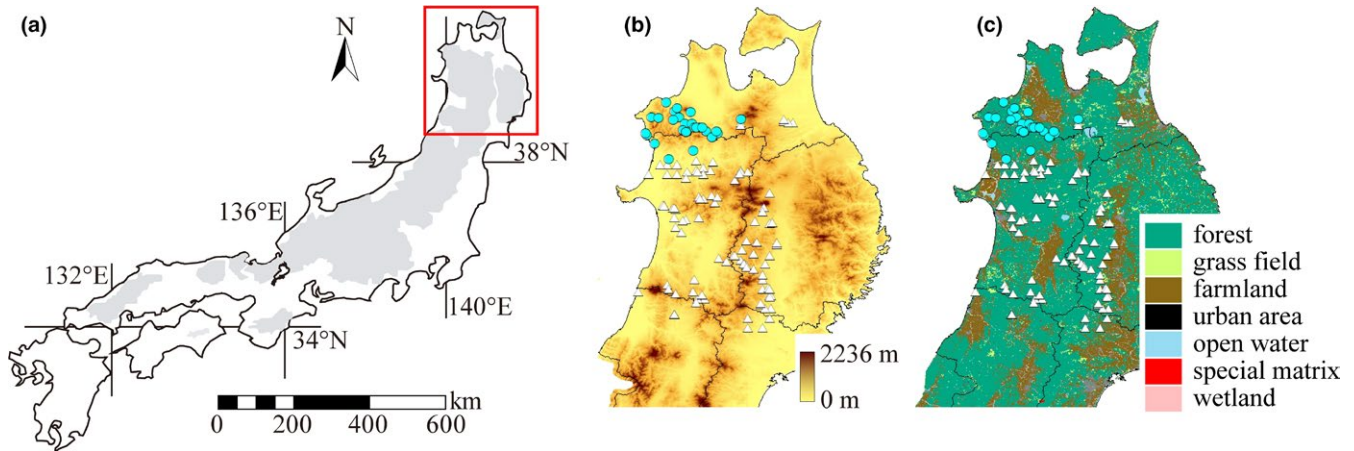 (a)
N
38°N
136°E
132°E
140°E
34°N
km
0 200 400 600
(b)
2236 m
0 m
(c)
forest
grass field
farmland
urban area
open water
special matrix
wetland